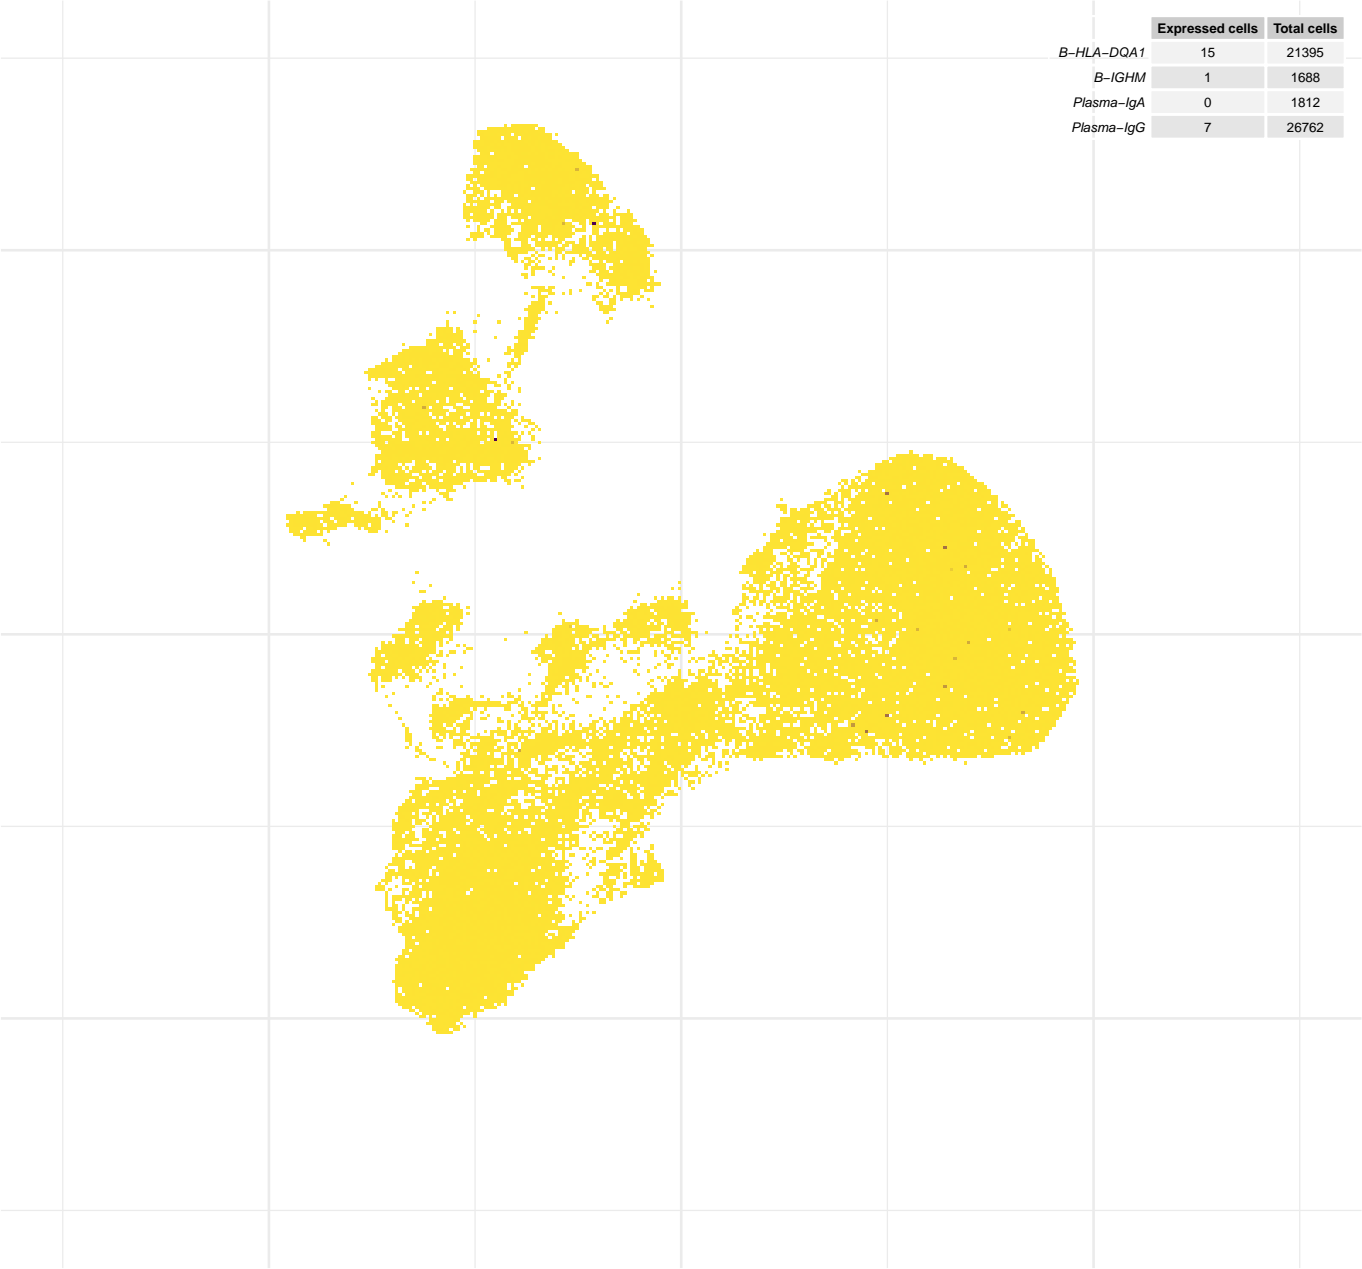 Expressed cells Total cells
B−HLA−DQA1 15 21395
B−IGHM 1 1688
Plasma−IgA 0 1812
Plasma−IgG 7 26762